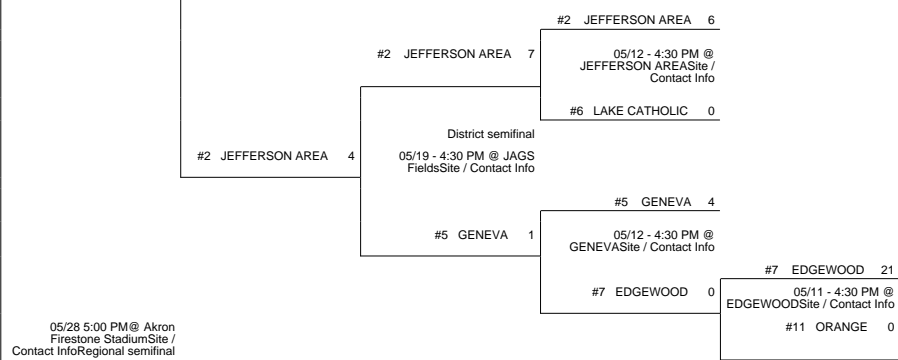 #2 JEFFERSON AREA 6
#2 JEFFERSON AREA 7
05/12 - 4:30 PM @
JEFFERSON AREASite /
Contact Info
#6 LAKE CATHOLIC 0
District semifinal
#2 JEFFERSON AREA 4
05/19 - 4:30 PM @ JAGS
FieldsSite / Contact Info
#5 GENEVA 4
#5 GENEVA 1
05/12 - 4:30 PM @
GENEVASite / Contact Info
#7 EDGEWOOD 21
#7 EDGEWOOD 0
05/11 - 4:30 PM @
EDGEWOODSite / Contact Info
#11 ORANGE 0
05/28 5:00 PM@ Akron
Firestone StadiumSite /
Contact InfoRegional semifinal